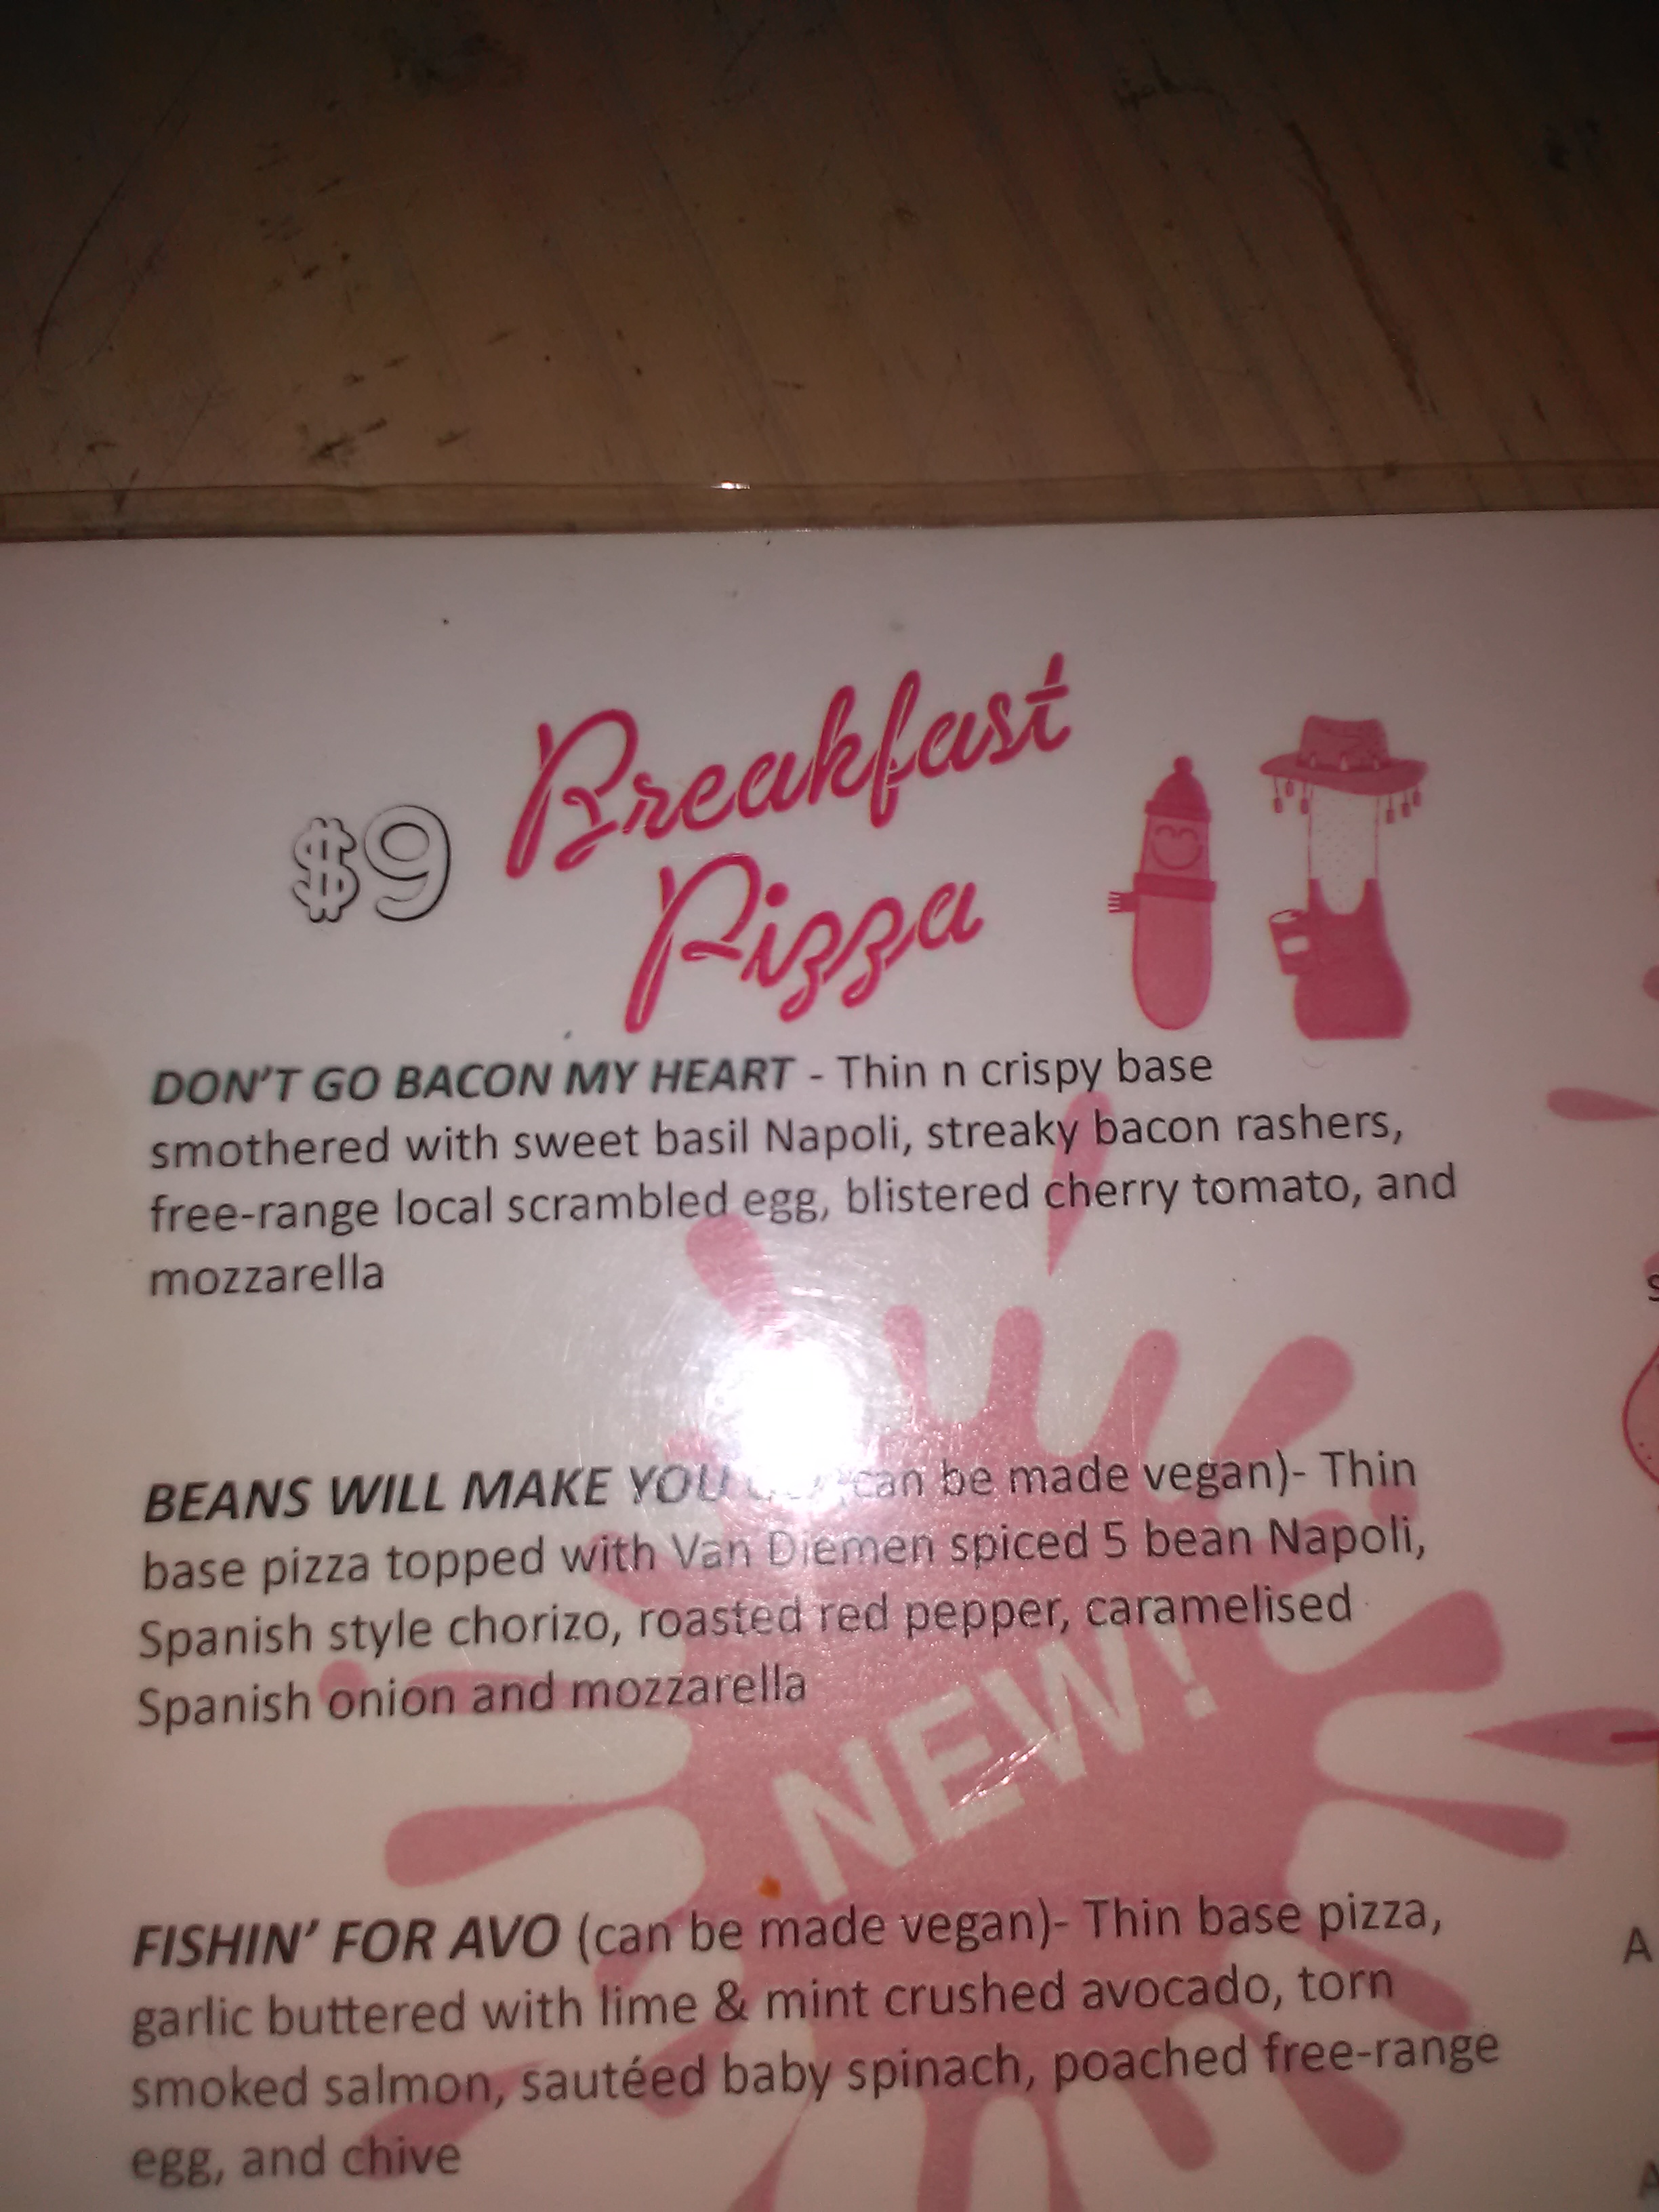 $9
Breakfast
Pizza
DON'T GO BACON MY HEART - Thin n crispy base
smothered with sweet basil Napoli, streaky bacon rashers,
free-range local scrambled egg, blistered cherry tomato, and
mozzarella
BEANS WILL MAKE YOU (can be made vegan)- Thin
base pizza topped with Van Diemen spiced 5 bean Napoli,
Spanish style chorizo, roasted red pepper, caramelised
Spanish onion and mozzarella
NEW!
FISHIN' FOR AVO (can be made vegan)- Thin base pizza,
garlic buttered with lime & mint crushed avocado, torn
smoked salmon, sautéed baby spinach, poached free-range
egg, and chive